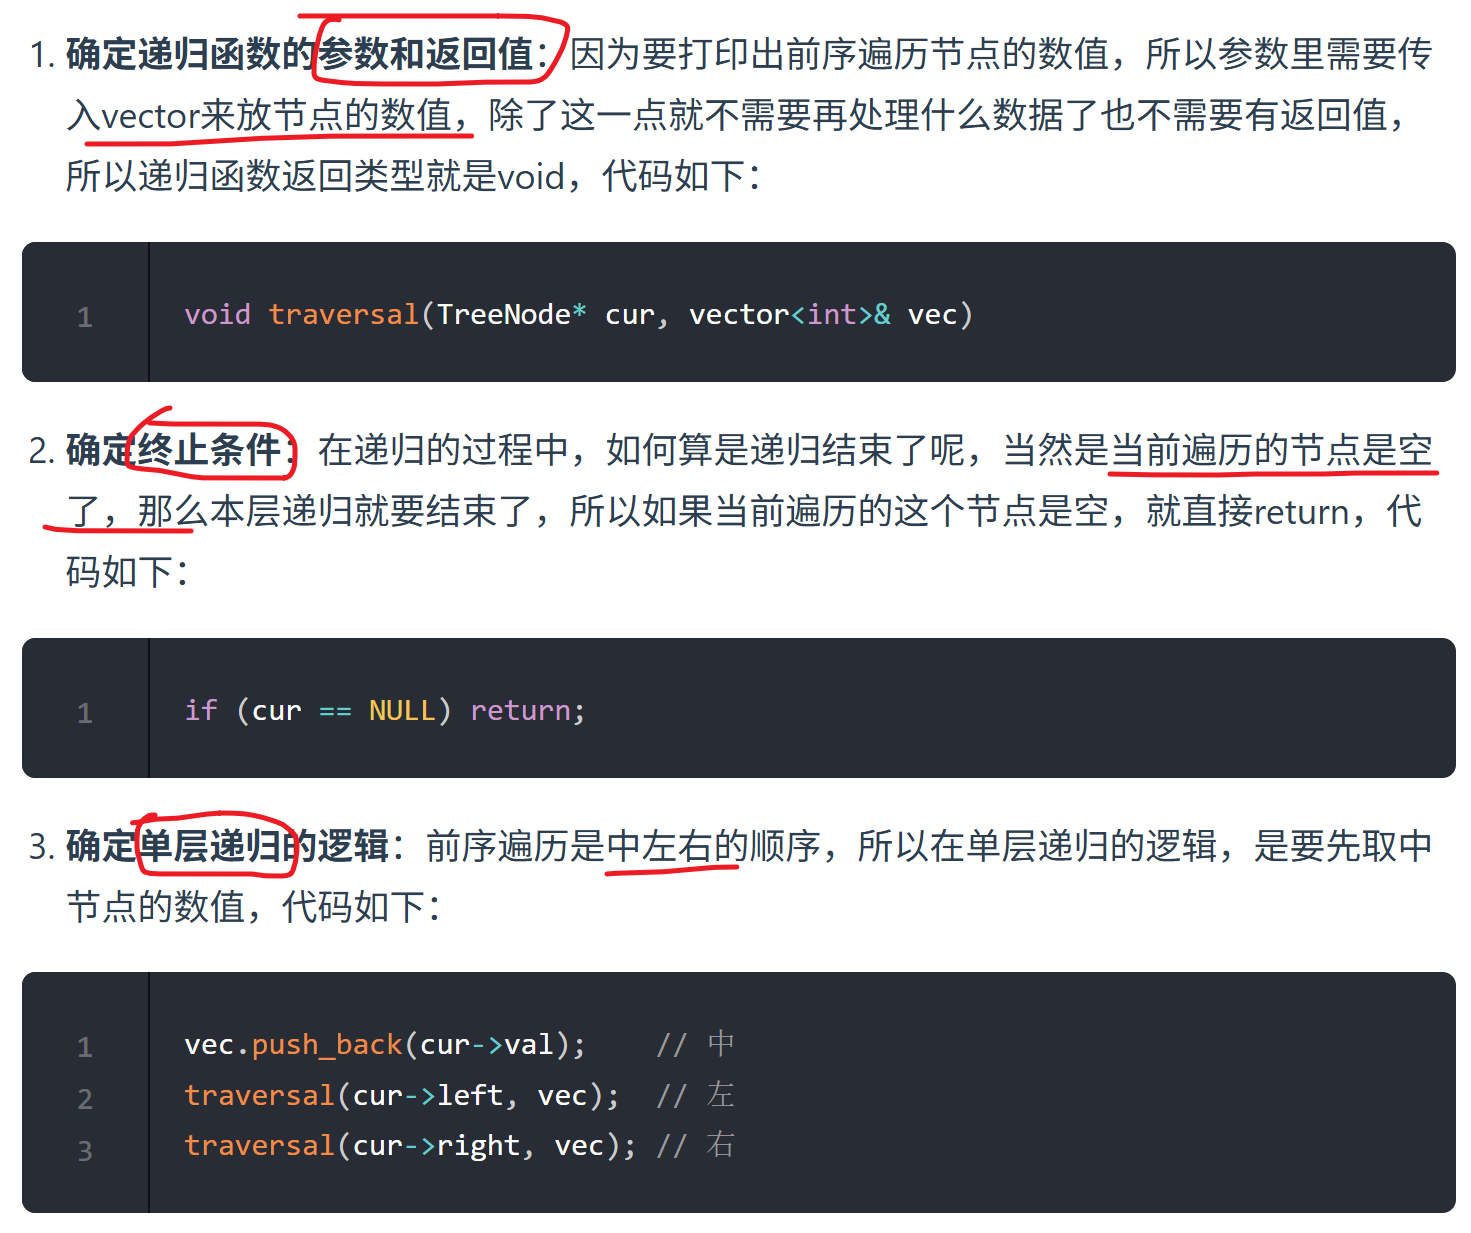 1. 确定递归函数的参数和返回值：因为要打印出前序遍历节点的数值，所以参数里需要传
入vector来放节点的数值，除了这一点就不需要再处理什么数据了也不需要有返回值，
所以递归函数返回类型就是void，代码如下：
1 void traversal(TreeNode* cur, vector<int>& vec)
2. 确定终止条件：在递归的过程中，如何算是递归结束了呢，当然是当前遍历的节点是空
了，那么本层递归就要结束了，所以如果当前遍历的这个节点是空，就直接return，代
码如下：
1 if (cur == NULL) return;
3. 确定单层递归的逻辑：前序遍历是中左右的顺序，所以在单层递归的逻辑，是要先取中
节点的数值，代码如下：
1 vec.push_back(cur->val);    // 中
2 traversal(cur->left, vec);  // 左
3 traversal(cur->right, vec); // 右